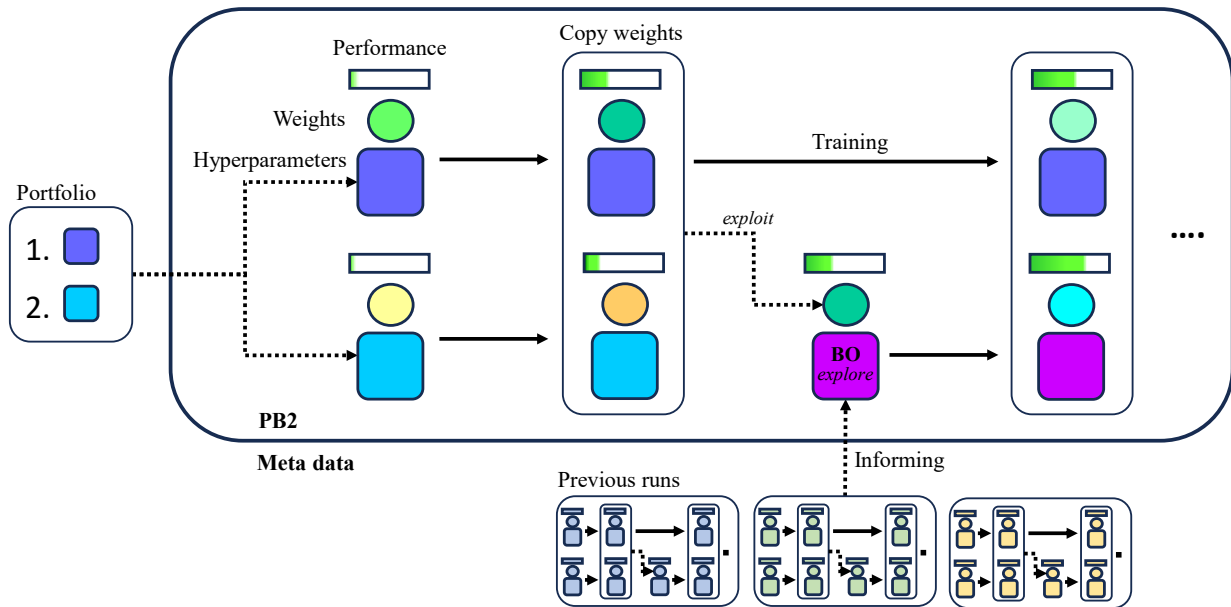 Performance
Copy weights
Weights
Hyperparameters
Training
Portfolio
exploit
1.
2.
....
BO
explore
PB2
Meta data
Informing
Previous runs